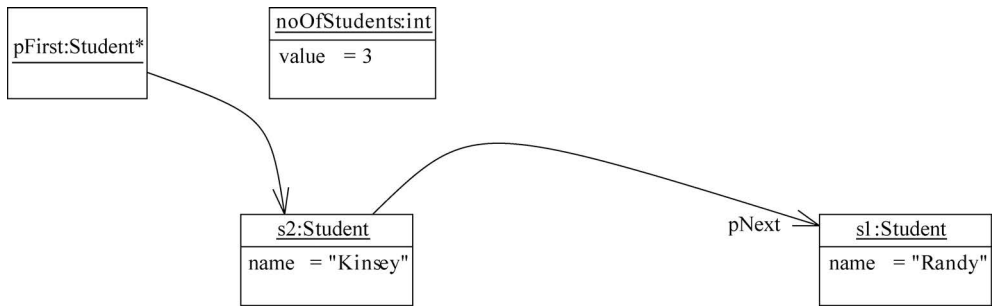 pFirst:Student*
noOfStudents:int
value = 3
s2:Student
name = "Kinsey"
pNext
s1:Student
name = "Randy"